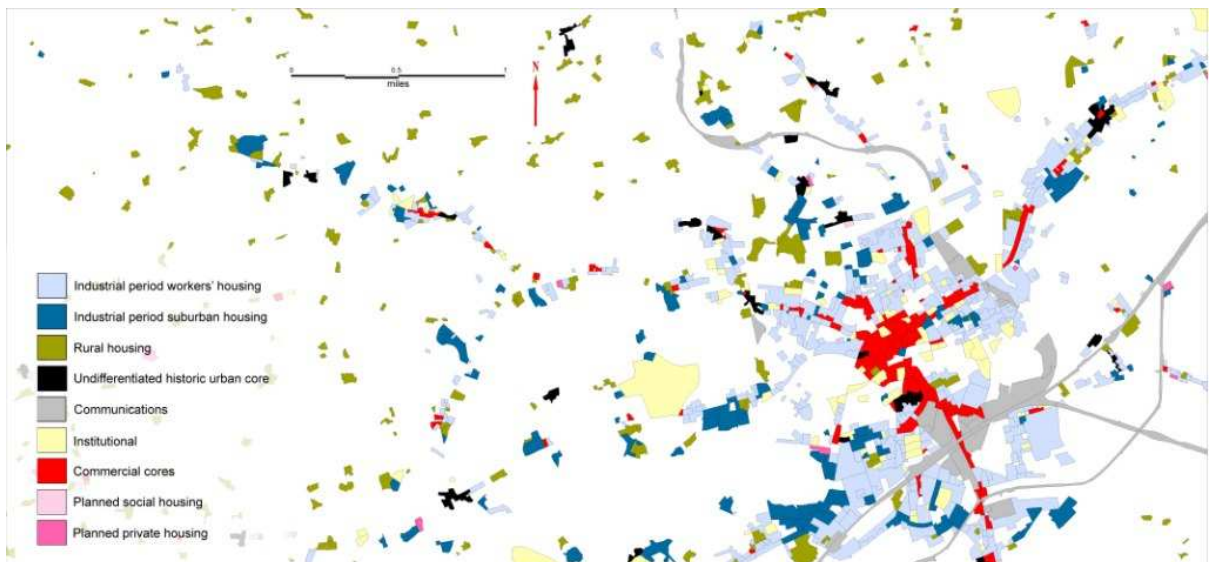 0 0.5 1
miles
N
Industrial period workers' housing
Industrial period suburban housing
Rural housing
Undifferentiated historic urban core
Communications
Institutional
Commercial cores
Planned social housing
Planned private housing